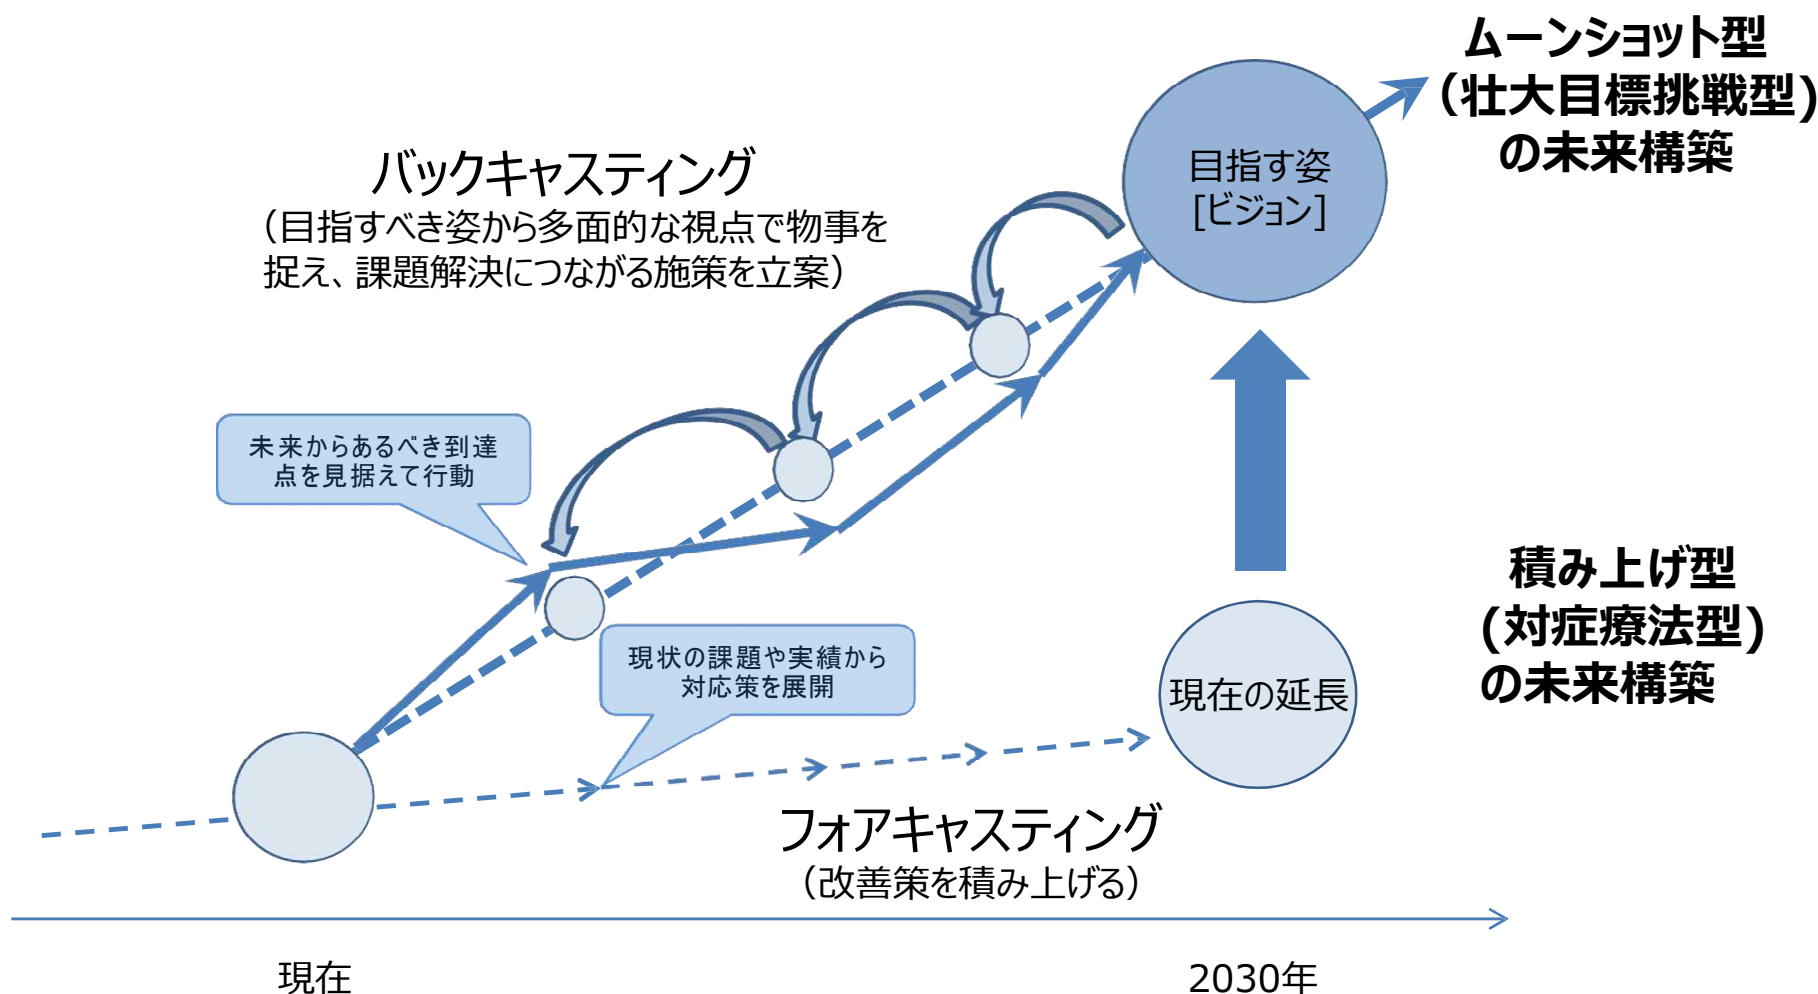 ムーンショット型
（壮大目標挑戦型)
の未来構築
バックキャスティング
（目指すべき姿から多面的な視点で物事を
捉え、課題解決につながる施策を立案）
目指す姿
[ビジョン]
未来からあるべき到達
点を見据えて行動
積み上げ型
(対症療法型)
の未来構築
現状の課題や実績から
対応策を展開
現在の延長
フォアキャスティング
（改善策を積み上げる）
現在
2030年